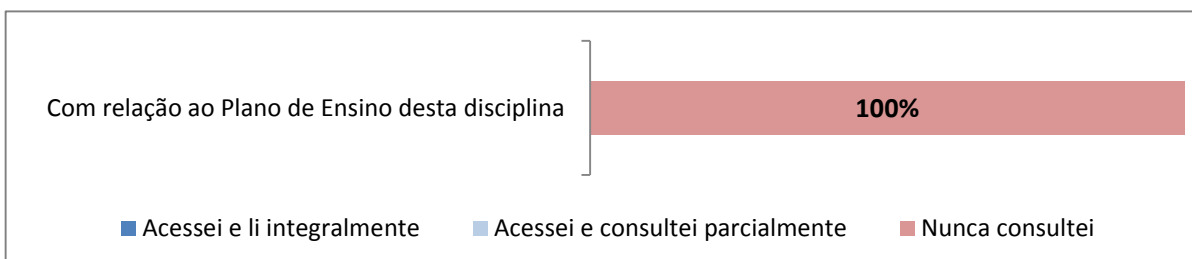 Com relação ao Plano de Ensino desta disciplina
100%
Acessei e li integralmente
Acessei e consultei parcialmente
Nunca consultei